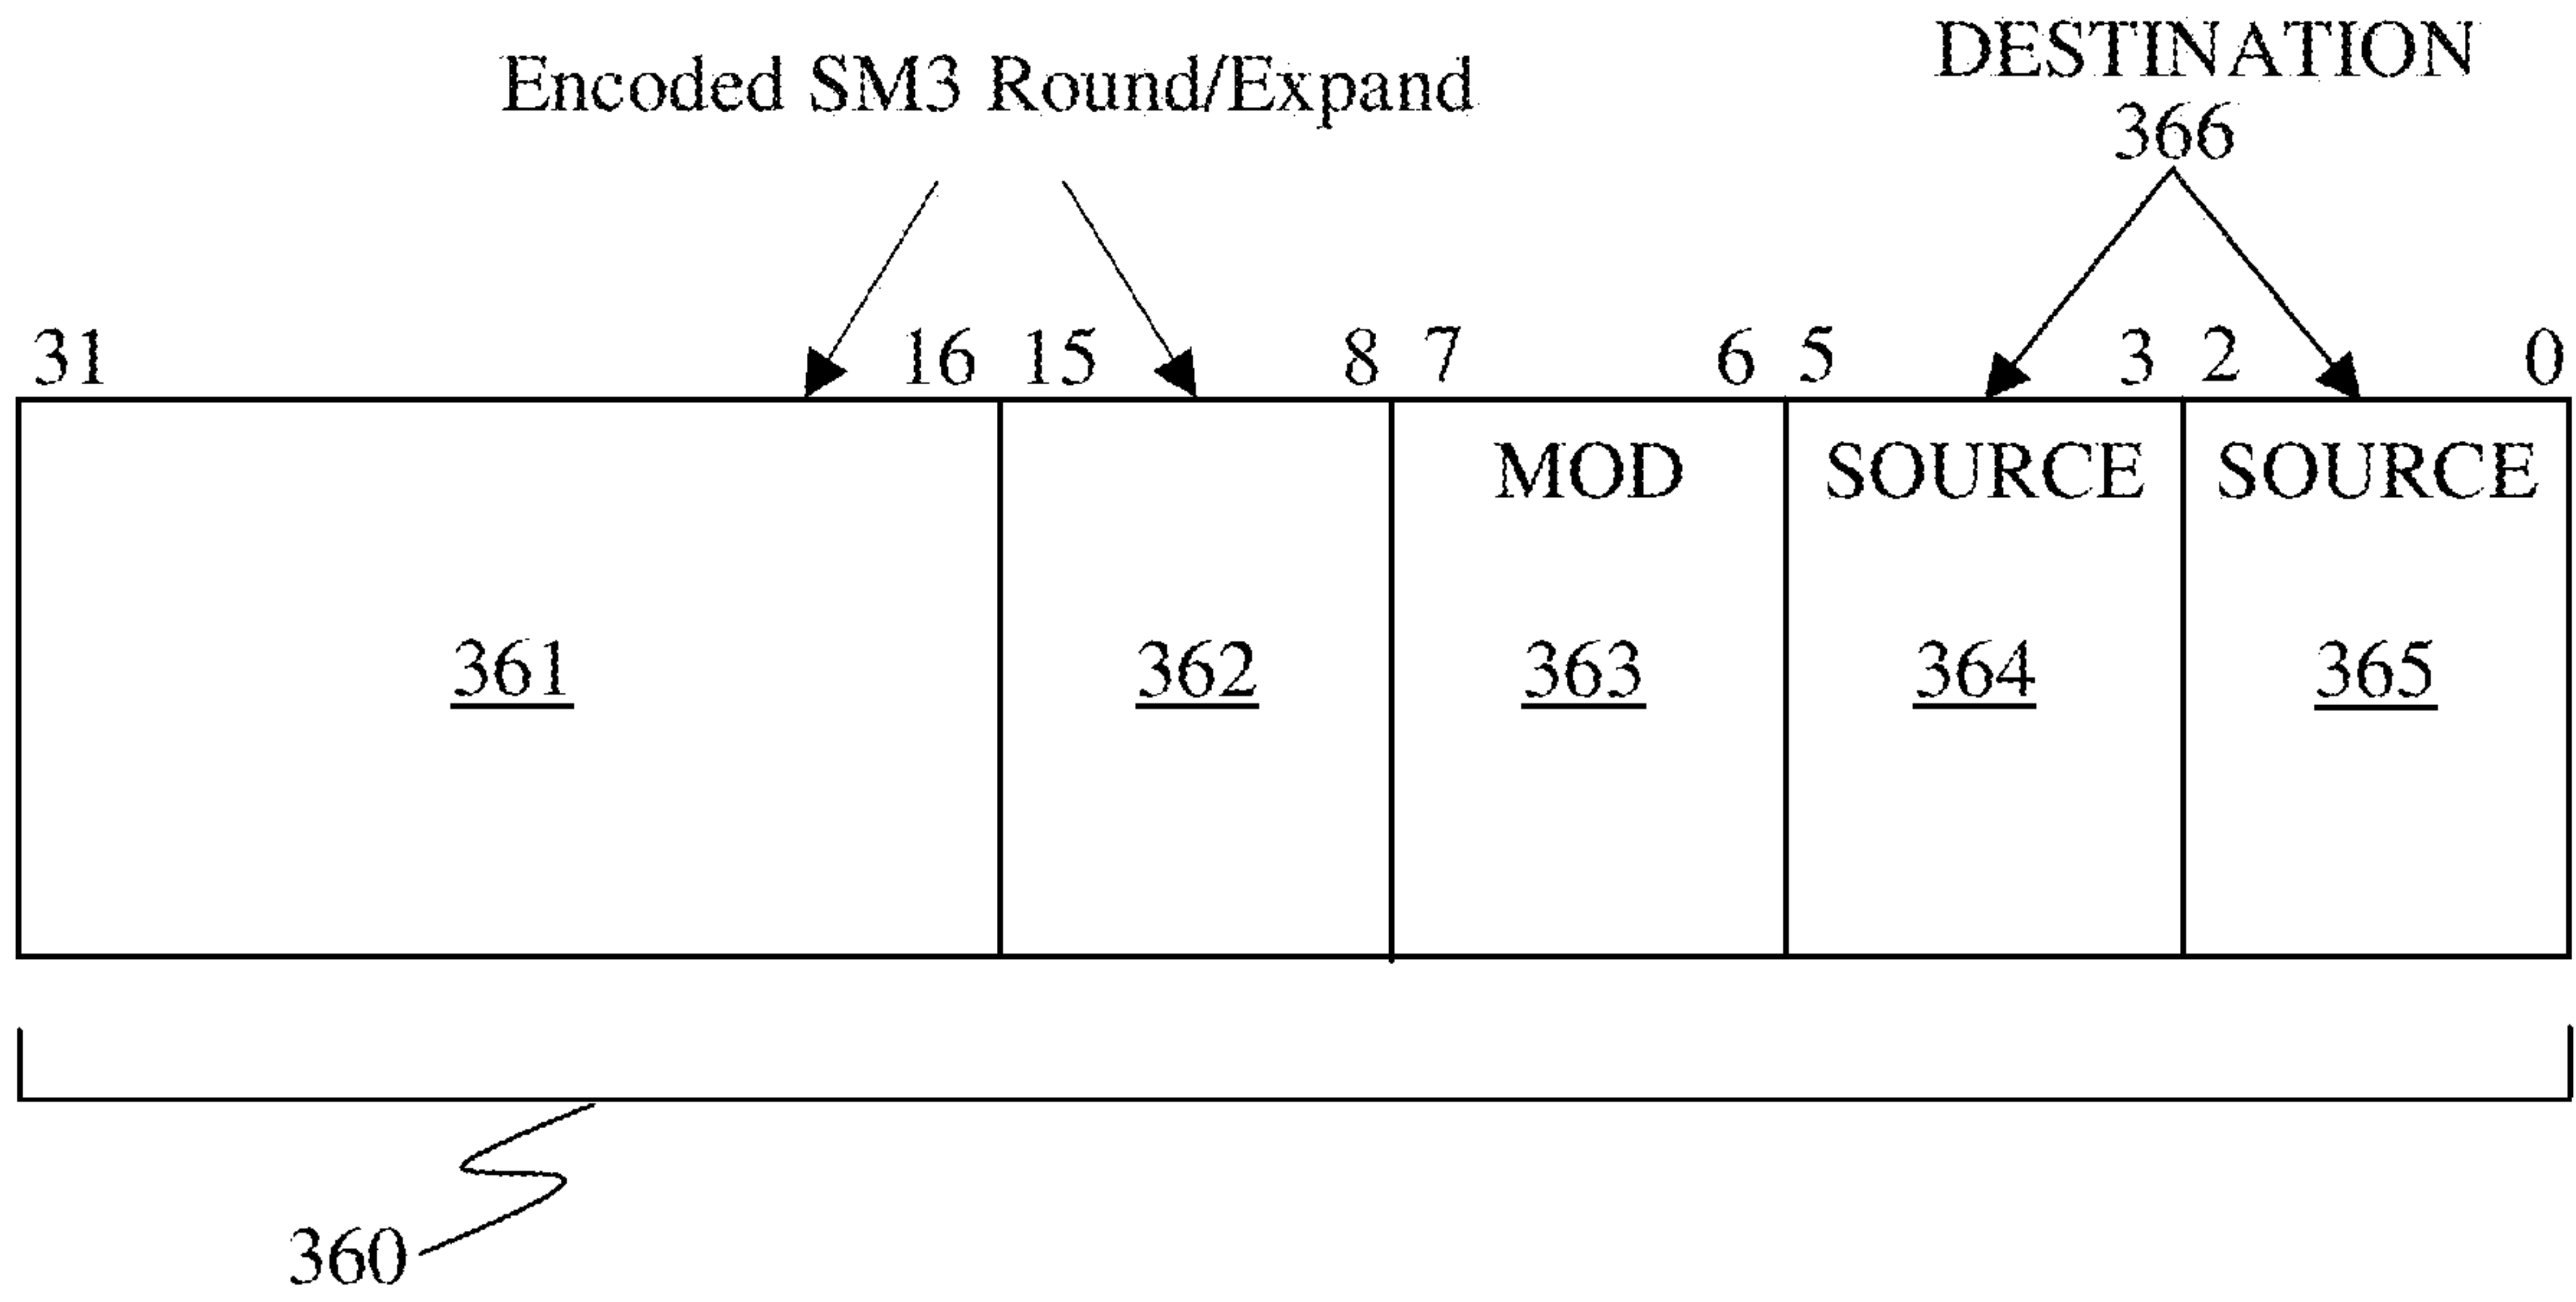 Encoded SM3 Round/Expand
DESTINATION
366
31 16 15 8 7 6 5 3 2 0
MOD SOURCE SOURCE
361 362 363 364 365
360